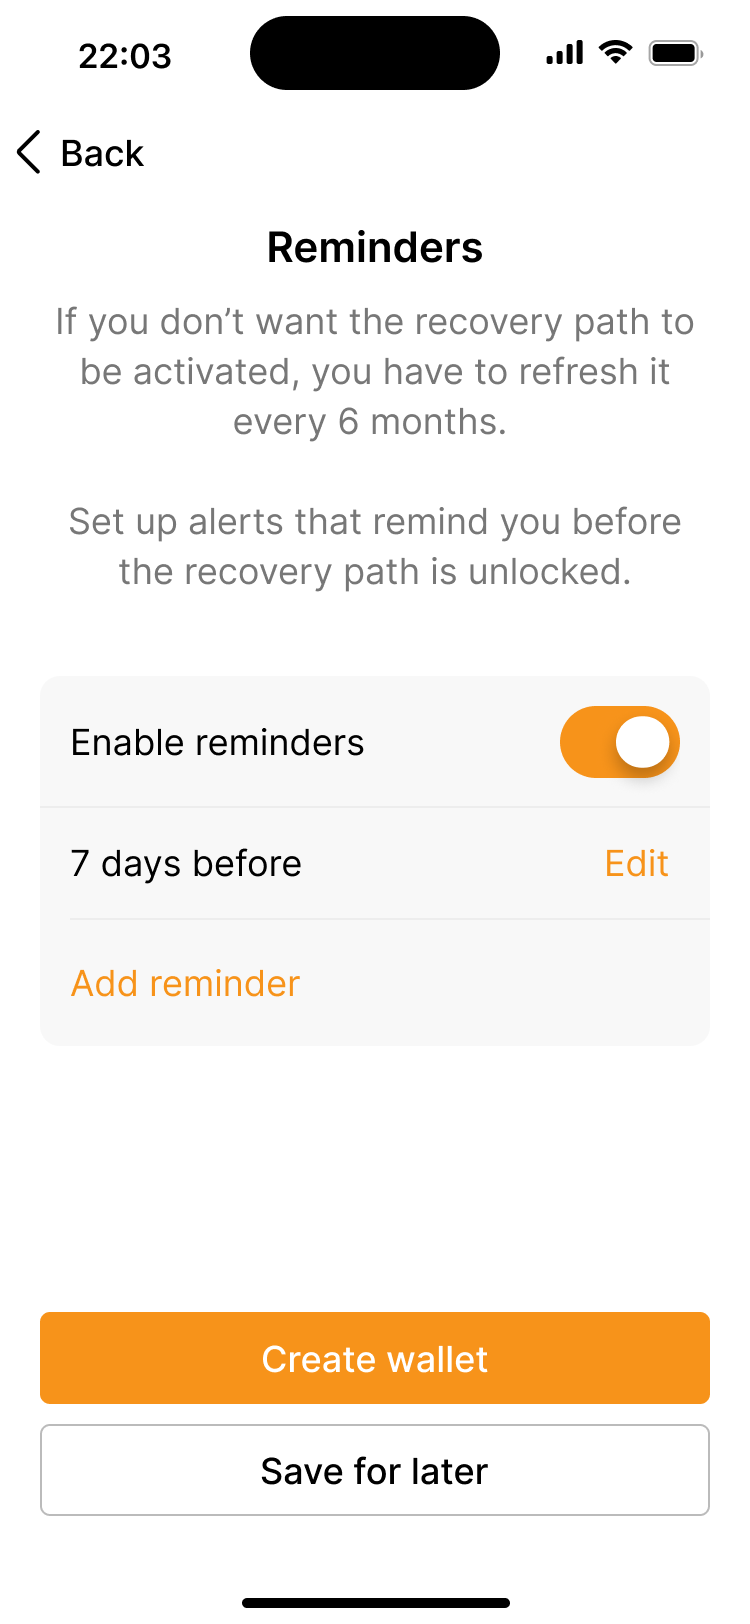 22:03
Back
Reminders
If you don’t want the recovery path to
be activated, you have to refresh it
every 6 months.
Set up alerts that remind you before
the recovery path is unlocked.
Enable reminders
7 days before
Edit
Add reminder
Create wallet
Save for later